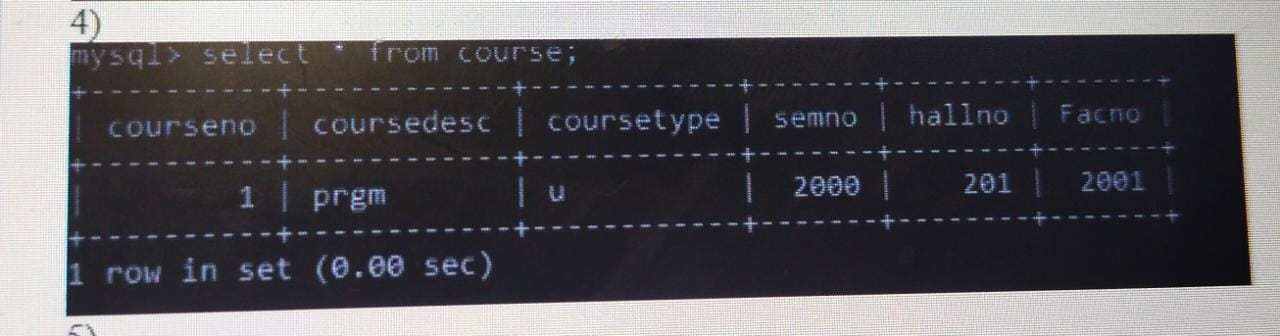 4)
mysql> select * from course;
+----------+------------+------------+-------+--------+-------+
| courseno | coursedesc | coursetype | semno | hallno | Facno |
+----------+------------+------------+-------+--------+-------+
| 1 | prgm | u | 2000 | 201 | 2001 |
+----------+------------+------------+-------+--------+-------+
1 row in set (0.00 sec)
5)